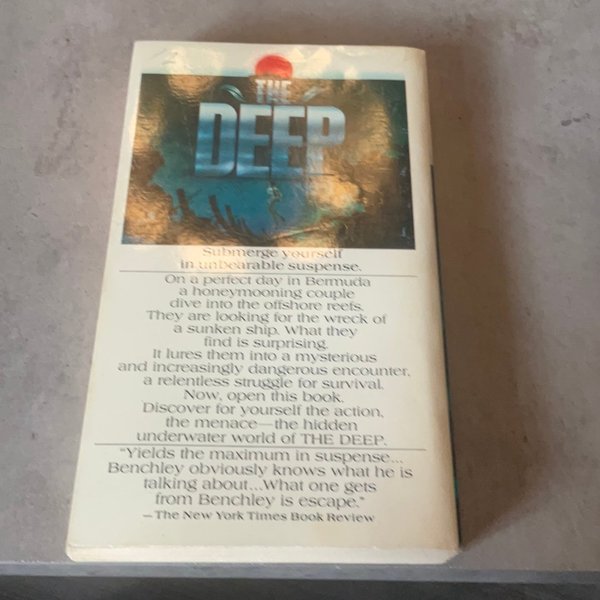 THE
DEEP
Submerge yourself
in unbearable suspense.
On a perfect day in Bermuda
a honeymooning couple
dive into the offshore reefs.
They are looking for the wreck of
a sunken ship. What they
find is surprising.
It lures them into a mysterious
and increasingly dangerous encounter,
a relentless struggle for survival.
Now, open this book.
Discover for yourself the action,
the menace—the hidden
underwater world of THE DEEP.
"Yields the maximum in suspense...
Benchley obviously knows what he is
talking about...What one gets
from Benchley is escape."
—The New York Times Book Review